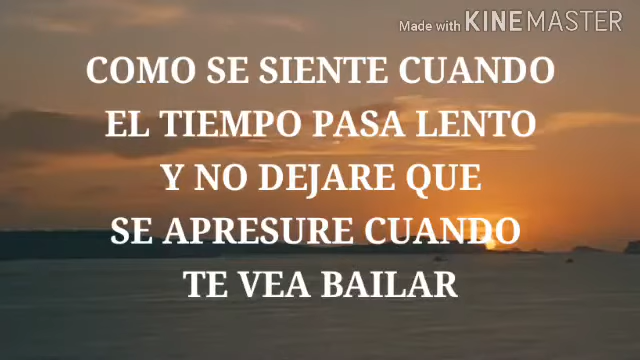 Made with KINEMASTER
COMO SE SIENTE CUANDO
EL TIEMPO PASA LENTO
Y NO DEJARE QUE
SE APRESURE CUANDO
TE VEA BAILAR